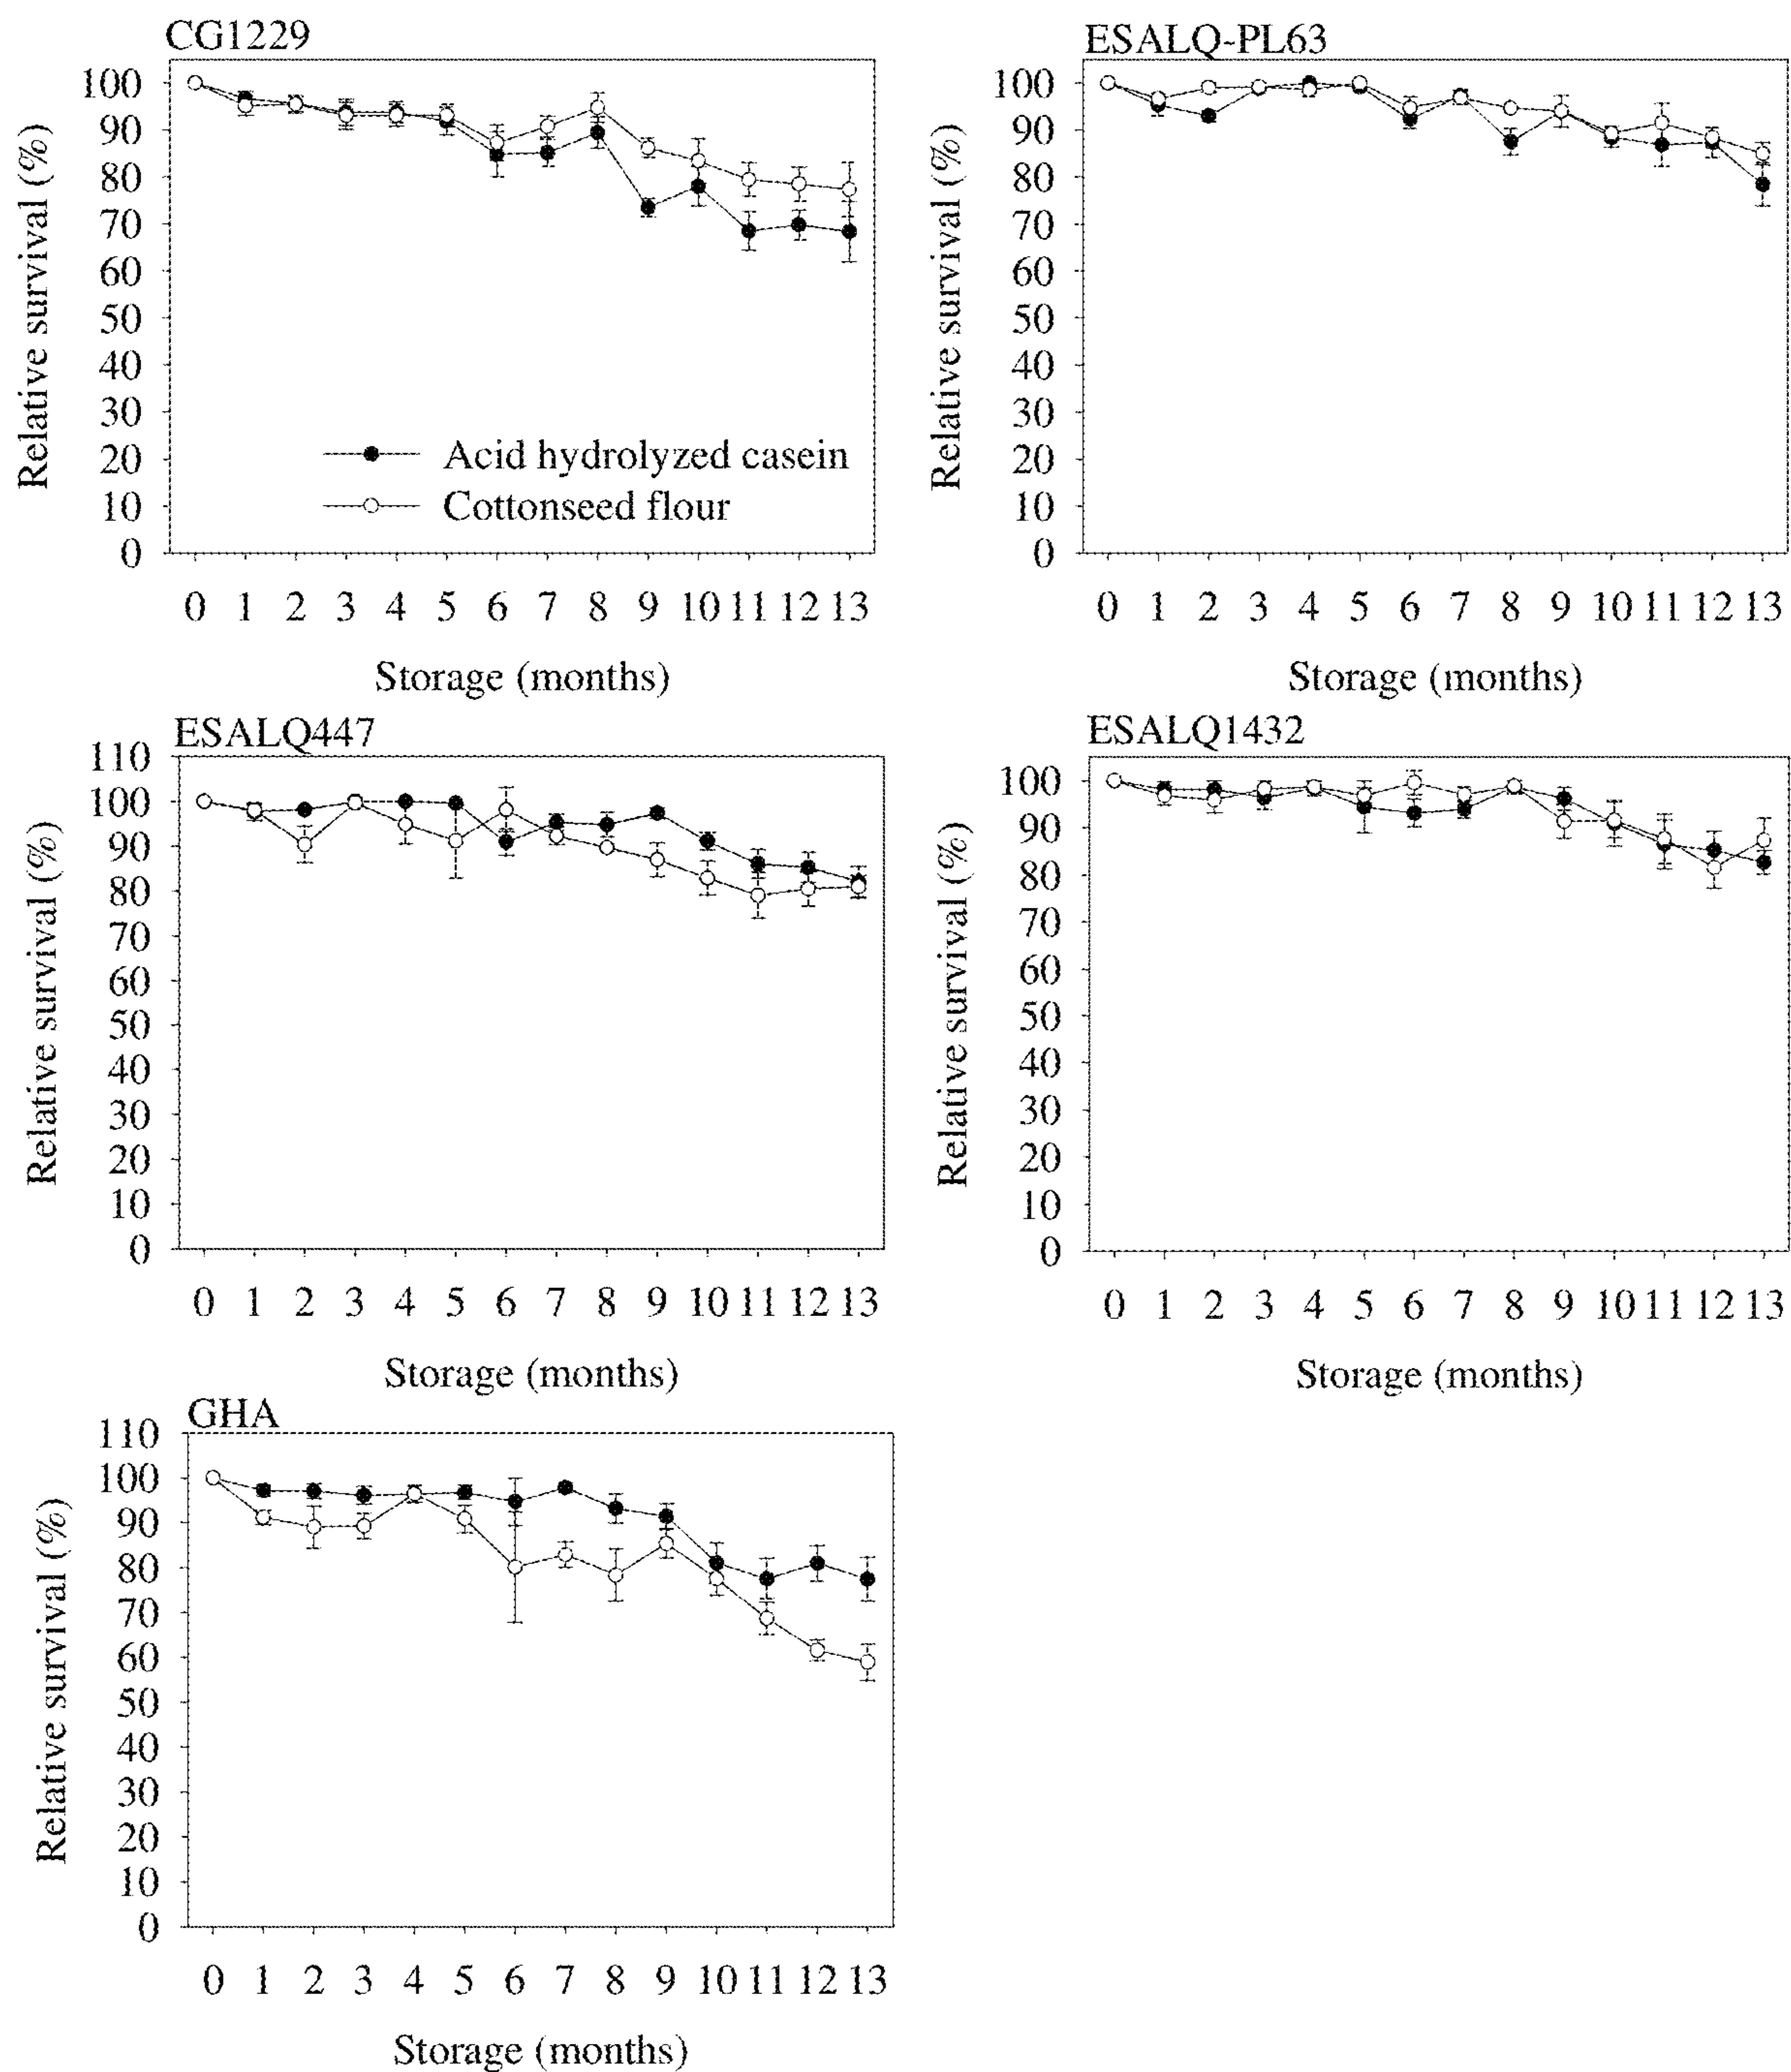 CG1229
Relative survival (%)
100
90
80
70
60
50
40
30
20
10
0
Acid hydrolyzed casein
Cottonseed flour
0 1 2 3 4 5 6 7 8 9 10 11 12 13
Storage (months)
ESALQ-PL63
Relative survival (%)
100
90
80
70
60
50
40
30
20
10
0
0 1 2 3 4 5 6 7 8 9 10 11 12 13
Storage (months)
ESALQ447
Relative survival (%)
110
100
90
80
70
60
50
40
30
20
10
0
0 1 2 3 4 5 6 7 8 9 10 11 12 13
Storage (months)
ESALQ1432
Relative survival (%)
100
90
80
70
60
50
40
30
20
10
0
0 1 2 3 4 5 6 7 8 9 10 11 12 13
Storage (months)
GHA
Relative survival (%)
110
100
90
80
70
60
50
40
30
20
10
0
0 1 2 3 4 5 6 7 8 9 10 11 12 13
Storage (months)